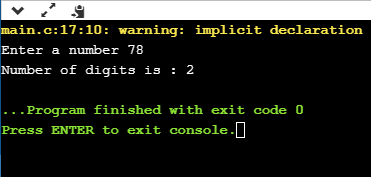 main.c:17:10: warning: implicit declaration
Enter a number 78
Number of digits is : 2
...Program finished with exit code 0
Press ENTER to exit console.